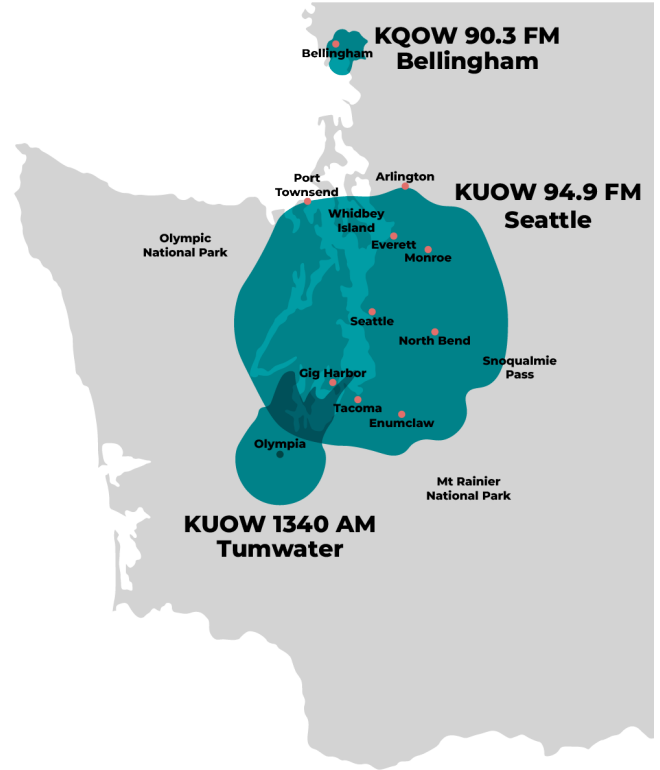 KQOW 90.3 FM
Bellingham
Bellingham
Port
Townsend
Arlington
KUOW 94.9 FM
Seattle
Whidbey
Island
Olympic
National Park
Everett
Monroe
Seattle
North Bend
Snoqualmie
Pass
Gig Harbor
Tacoma
Enumclaw
Olympia
Mt Rainier
National Park
KUOW 1340 AM
Tumwater